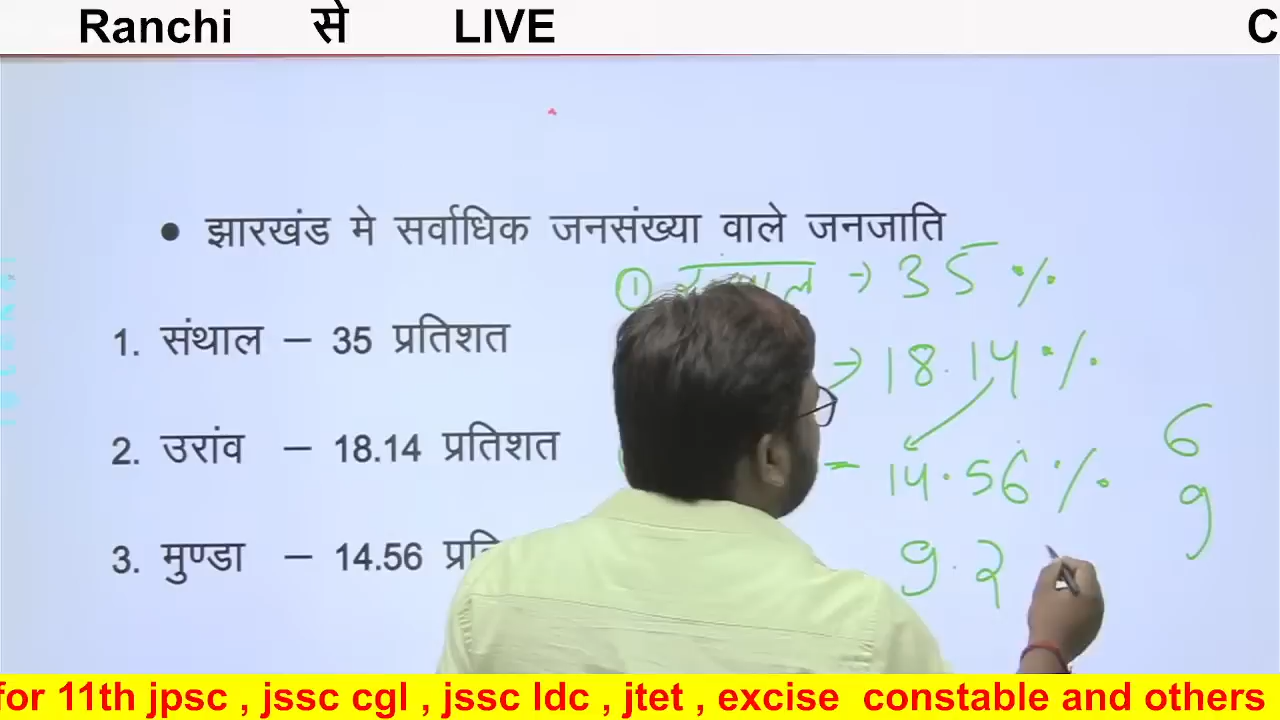 Ranchi से LIVE C
• झारखंड मे सर्वाधिक जनसंख्या वाले जनजाति
① → 35 %
1. संथाल – 35 प्रतिशत
→ 18.14 %
2. उरांव – 18.14 प्रतिशत
6
– 14.56 %
9
3. मुण्डा – 14.56
9.2
for 11th jpsc , jssc cgl , jssc ldc , jtet , excise constable and others